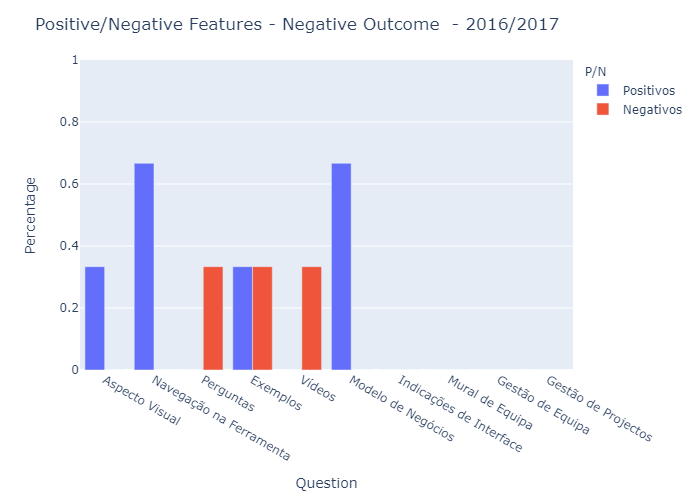 Positive/Negative Features - Negative Outcome  - 2016/2017
P/N
Positivos
Negativos
Percentage
1
0.8
0.6
0.4
0.2
0
Aspecto Visual
Navegação na Ferramenta
Perguntas
Exemplos
Vídeos
Modelo de Negócios
Indicações de Interface
Mural de Equipa
Gestão de Equipa
Gestão de Projectos
Question